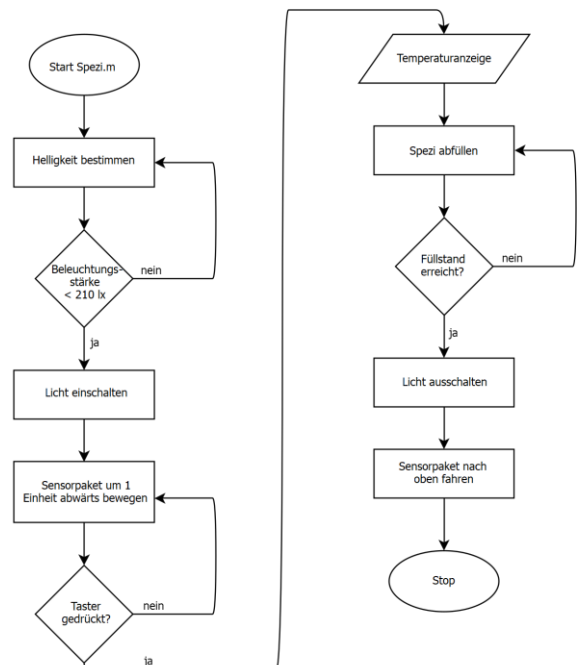 Start Spezi.m
Helligkeit bestimmen
Beleuchtungs-
stärke
< 210 lx
nein
ja
Licht einschalten
Sensorpaket um 1
Einheit abwärts bewegen
Taster
gedrückt?
nein
ja
Temperaturanzeige
Spezi abfüllen
Füllstand
erreicht?
nein
ja
Licht ausschalten
Sensorpaket nach
oben fahren
Stop